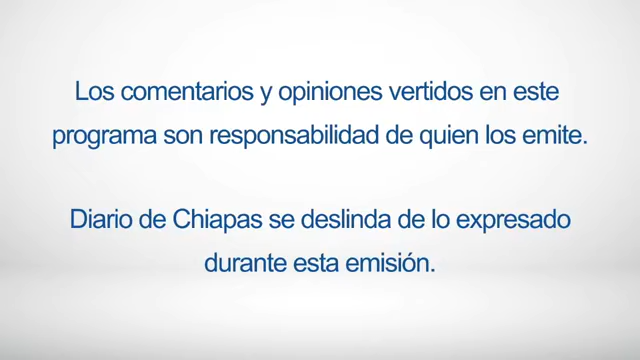 Los comentarios y opiniones vertidos en este
programa son responsabilidad de quien los emite.
Diario de Chiapas se deslinda de lo expresado
durante esta emisión.